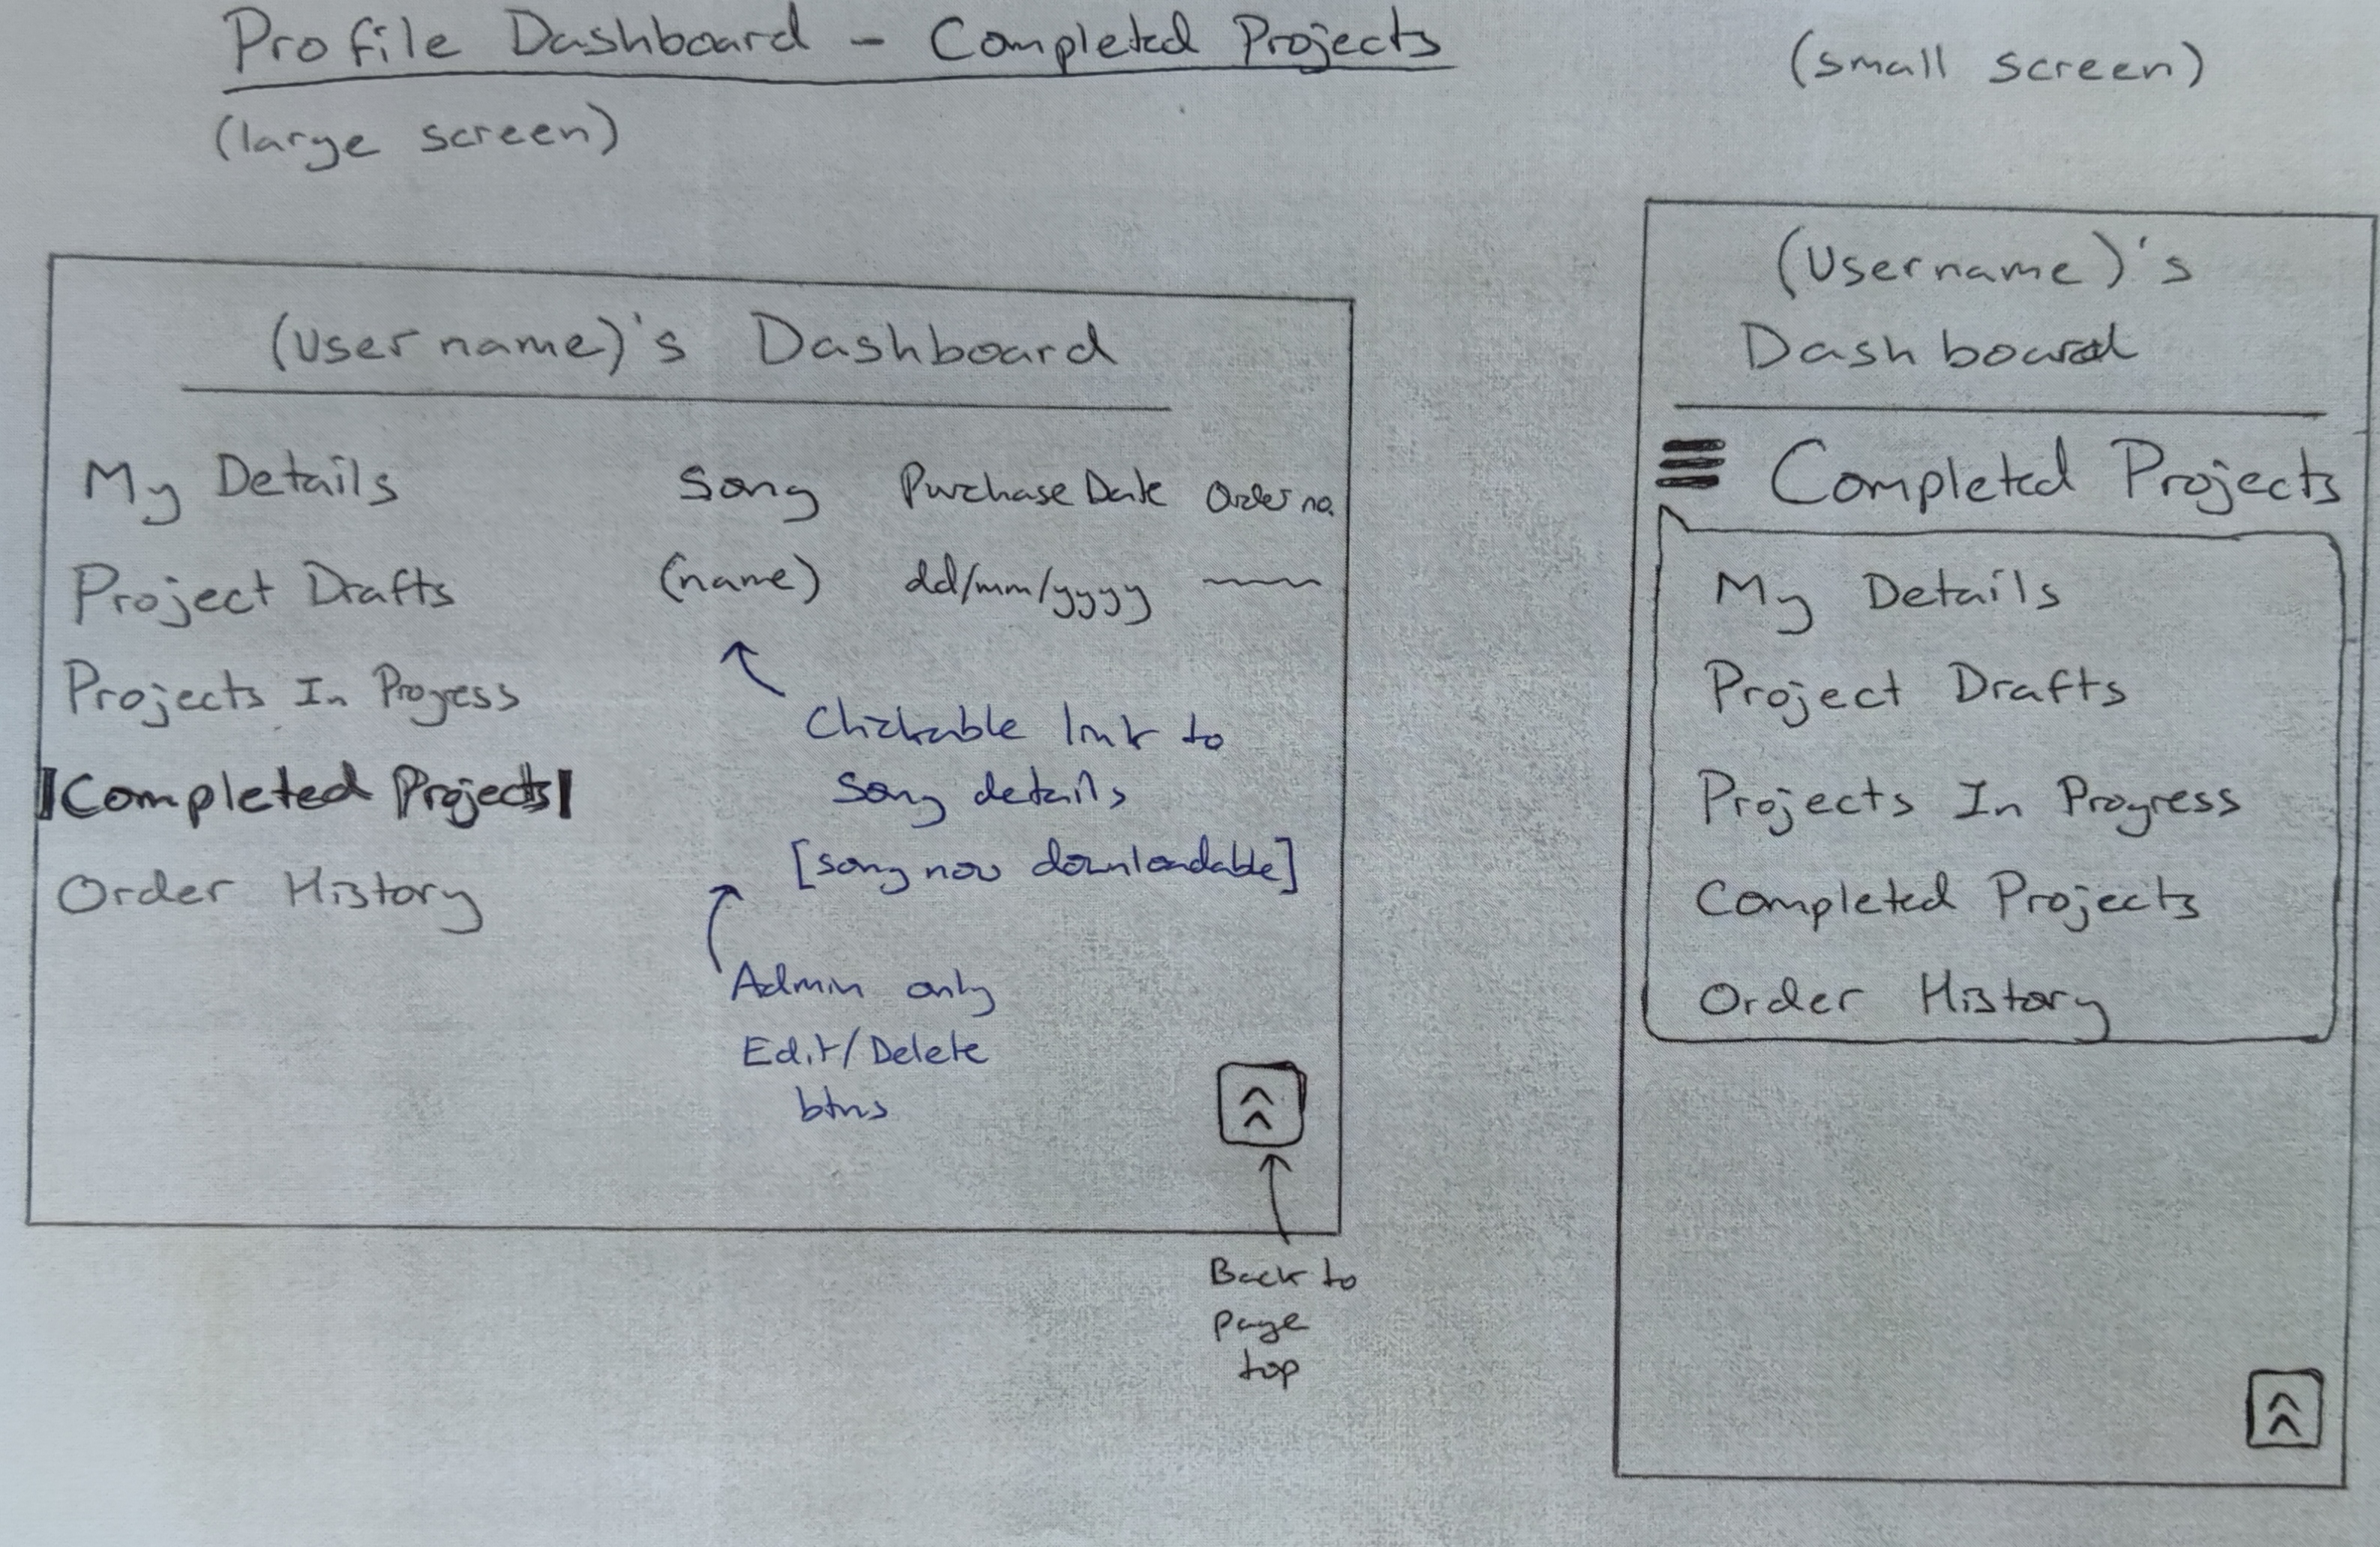 Profile Dashboard - Completed Projects
(large screen)
(Username)'s Dashboard
My Details
Project Drafts
Projects In Progress
Completed Projects
Order History
Song Purchase Date Order no.
(name) dd/mm/yyyy
Clickable link to
song details
[song now downloadable]
Admin only
Edit/Delete
btns
Back to
page
top
(small screen)
(Username)'s
Dashboard
Completed Projects
My Details
Project Drafts
Projects In Progress
Completed Projects
Order History